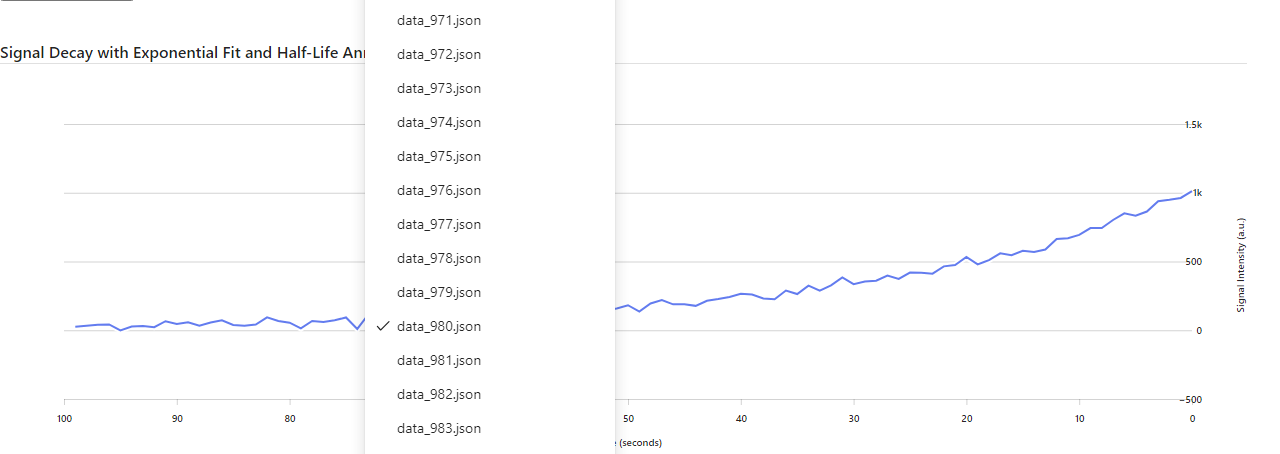 Signal Decay with Exponential Fit and Half-Life
data_971.json
data_972.json
data_973.json
data_974.json
data_975.json
data_976.json
data_977.json
data_978.json
data_979.json
data_980.json
data_981.json
data_982.json
data_983.json
1.5k
1k
500
0
−500
Signal Intensity (a.u.)
100
90
80
50
40
30
20
10
0
(seconds)